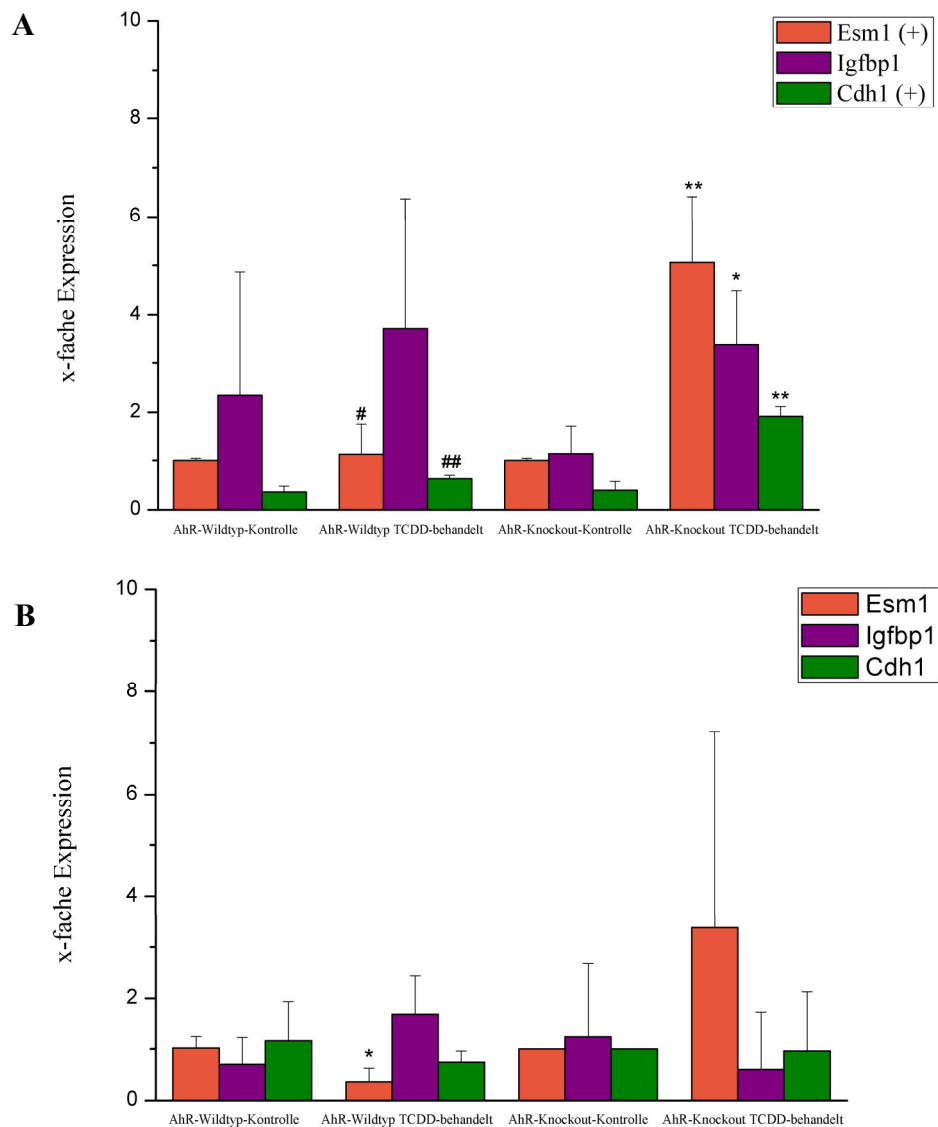 A
10
8
6
4
2
0
x-fache Expression
Esm1 (+)
Igfbp1
Cdh1 (+)
#
##
**
*
**
AhR-Wildtyp-Kontrolle
AhR-Wildtyp TCDD-behandelt
AhR-Knockout-Kontrolle
AhR-Knockout TCDD-behandelt
B
10
8
6
4
2
0
x-fache Expression
Esm1
Igfbp1
Cdh1
*
AhR-Wildtyp-Kontrolle
AhR-Wildtyp TCDD-behandelt
AhR-Knockout-Kontrolle
AhR-Knockout TCDD-behandelt